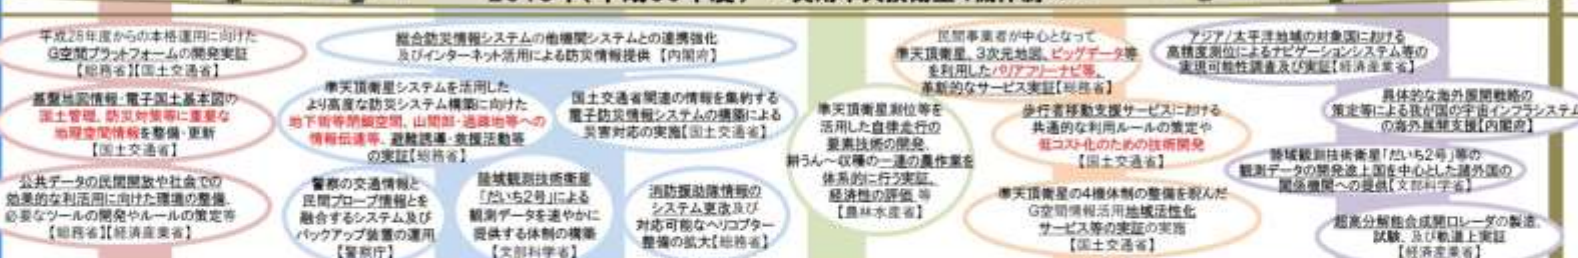 平成28年度からの本格運用に向けた
G空間プラットフォームの開発実証
【総務省】【国土交通省】
基盤地図情報・電子国土基本図の
国土管理、防災対策等に重要な
地理空間情報を整備・更新
【国土交通省】
公共データの民間開放や社会での
効果的な利活用に向けた環境の整備、
必要なツールの開発やルールの策定等
【総務省】【経済産業省】
総合防災情報システムの他機関システムとの連携強化
及びインターネット活用による防災情報提供 【内閣府】
準天頂衛星システムを活用した
より高度な防災システム構築に向けた
地下街等閉鎖空間、山間部・過疎地等への
情報伝達等、避難誘導・救援活動等
の実証【総務省】
国土交通省関連の情報を集約する
電子防災情報システムの構築による
災害対応の実施【国土交通省】
警察の交通情報と
民間プローブ情報とを
融合するシステム及び
バックアップ装置の運用
【警察庁】
陸域観測技術衛星
「だいち2号」による
観測データを速やかに
提供する体制の構築
【文部科学省】
消防援助隊情報の
システム更改及び
対応可能なヘリコプター
整備の拡大【総務省】
準天頂衛星測位等を
活用した自律走行の
要素技術の開発、
耕うん～収穫の一連の農作業を
体系的に行う実証、
経済性の評価 等
【農林水産省】
民間事業者が中心となって
準天頂衛星、3次元地図、ビッグデータ等
を利用したバリアフリーナビ等、
革新的なサービス実証【総務省】
歩行者移動支援サービスにおける
共通的な利用ルールの策定や
低コスト化のための技術開発
【国土交通省】
準天頂衛星の4機体制の整備を睨んだ
G空間情報活用地域活性化
サービス等の実証の実施
【国土交通省】
アジア/太平洋地域の対象国における
高精度測位によるナビゲーションシステム等の
実現可能性調査及び実証【経済産業省】
具体的な海外展開戦略の
策定等による我が国の宇宙インフラシステム
の海外展開支援【内閣府】
陸域観測技術衛星「だいち2号」等の
観測データの開発途上国を中心とした諸外国の
関係機関への提供【文部科学省】
超高分解能合成開口レーダの製造、
試験、及び軌道上実証
【経済産業省】